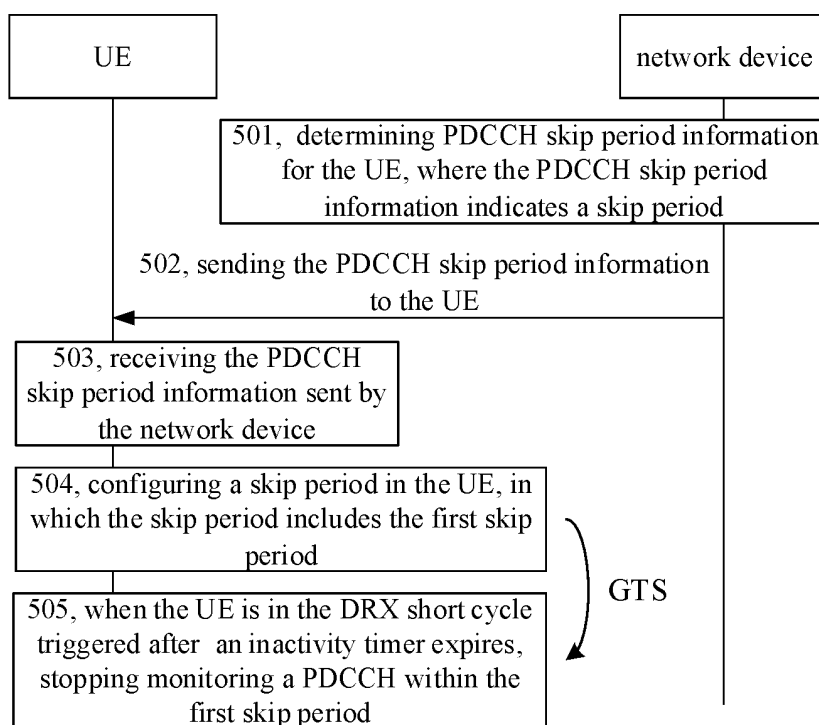 UE
network device
501, determining PDCCH skip period information
for the UE, where the PDCCH skip period
information indicates a skip period
502, sending the PDCCH skip period information
to the UE
503, receiving the PDCCH
skip period information sent by
the network device
504, configuring a skip period in the UE, in
which the skip period includes the first skip
period
GTS
505, when the UE is in the DRX short cycle
triggered after an inactivity timer expires,
stopping monitoring a PDCCH within the
first skip period